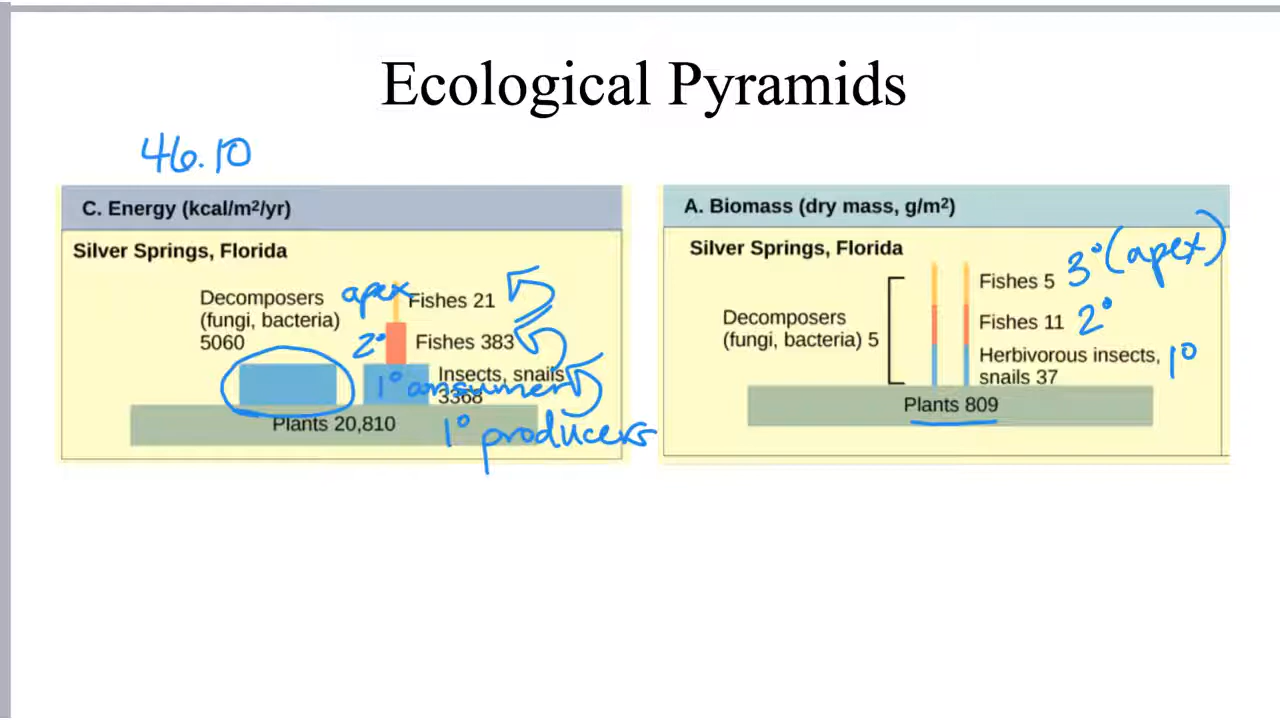 Ecological Pyramids
46.10
C. Energy (kcal/m²/yr)
Silver Springs, Florida
Decomposers
(fungi, bacteria)
5060
apex
Fishes 21
2°
Fishes 383
Insects, snails
3368
1° consumer
Plants 20,810
1° producers
A. Biomass (dry mass, g/m²)
Silver Springs, Florida
Decomposers
(fungi, bacteria) 5
Fishes 5
3° (apex)
Fishes 11
2°
Herbivorous insects,
snails 37
1°
Plants 809